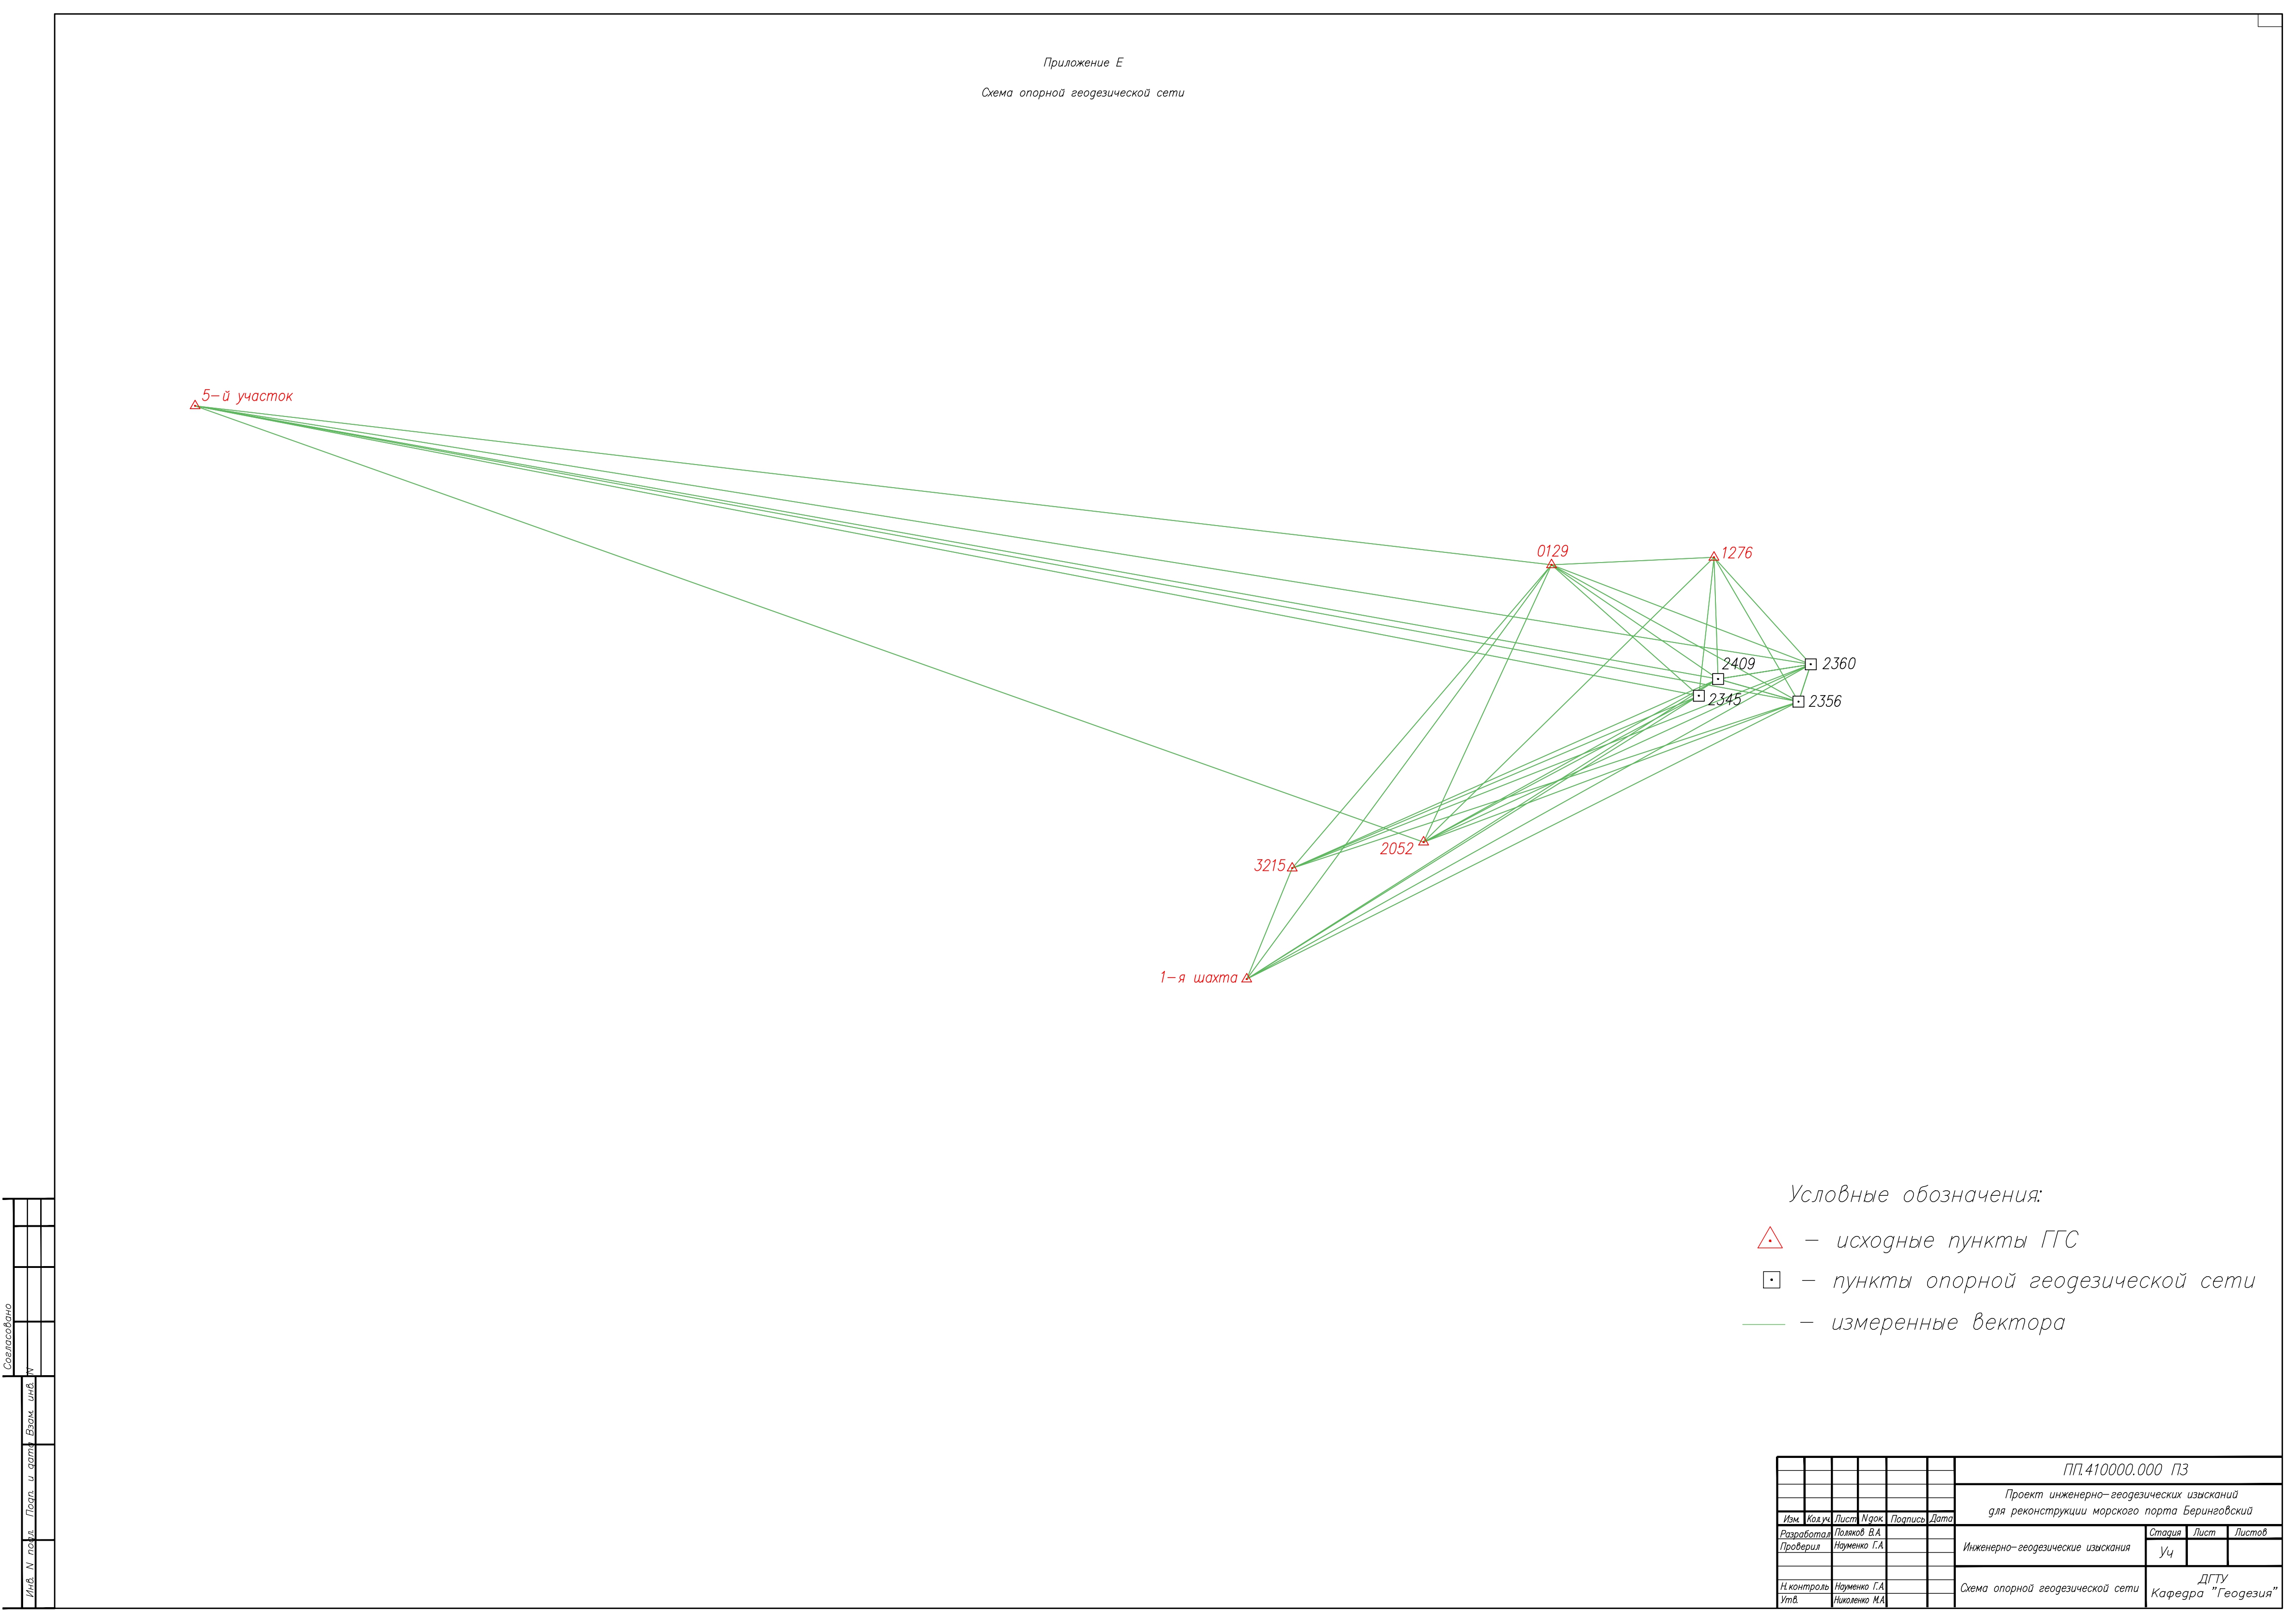 Приложение Е
Схема опорной геодезической сети
5-й участок
0129
1276
2409
2360
2345
2356
3215
2052
1-я шахта
Условные обозначения:
– исходные пункты ГГС
– пункты опорной геодезической сети
– измеренные вектора
Согласовано
Взам. инв. N
Подп. и дата
Инв. N подл.
ПП.410000.000 ПЗ
Проект инженерно-геодезических изысканий
для реконструкции морского порта Беринговский
Изм. Кол.уч. Лист Nдок. Подпись Дата
Разработал Поляков В.А.
Проверил Науменко Г.А.
Н.контроль Науменко Г.А.
Утв. Николенко М.А.
Инженерно-геодезические изыскания
Стадия Лист Листов
Уч
Схема опорной геодезической сети
ДГТУ
Кафедра "Геодезия"